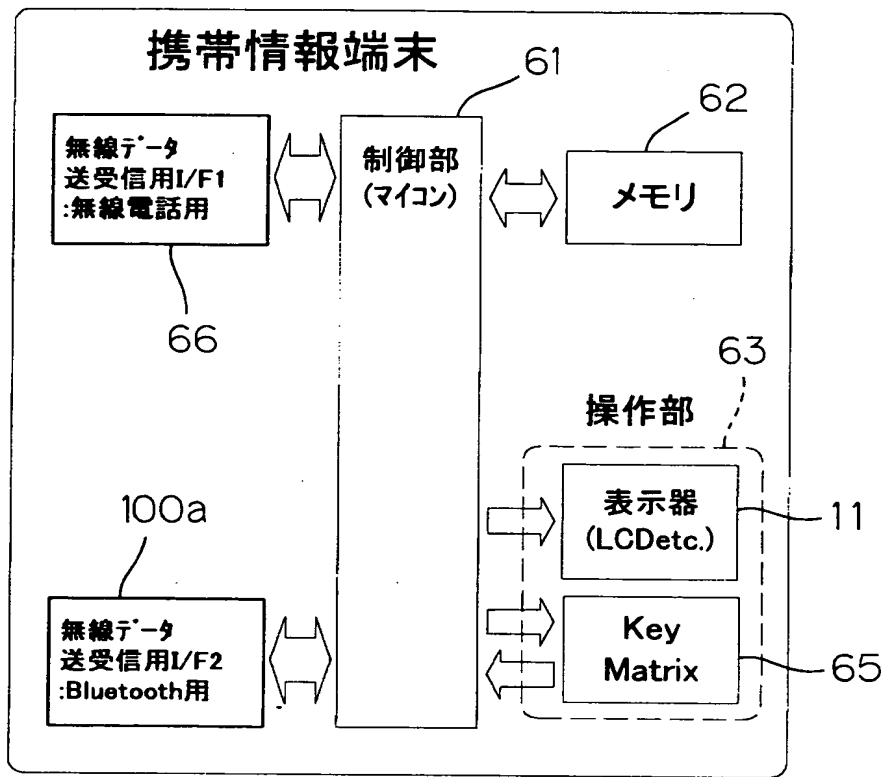 携帯情報端末
61
62
無線データ
送受信用I/F1
:無線電話用
制御部
(マイコン)
メモリ
66
63
操作部
100a
表示器
(LCDetc.)
11
無線データ
送受信用I/F2
:Bluetooth用
Key
Matrix
65